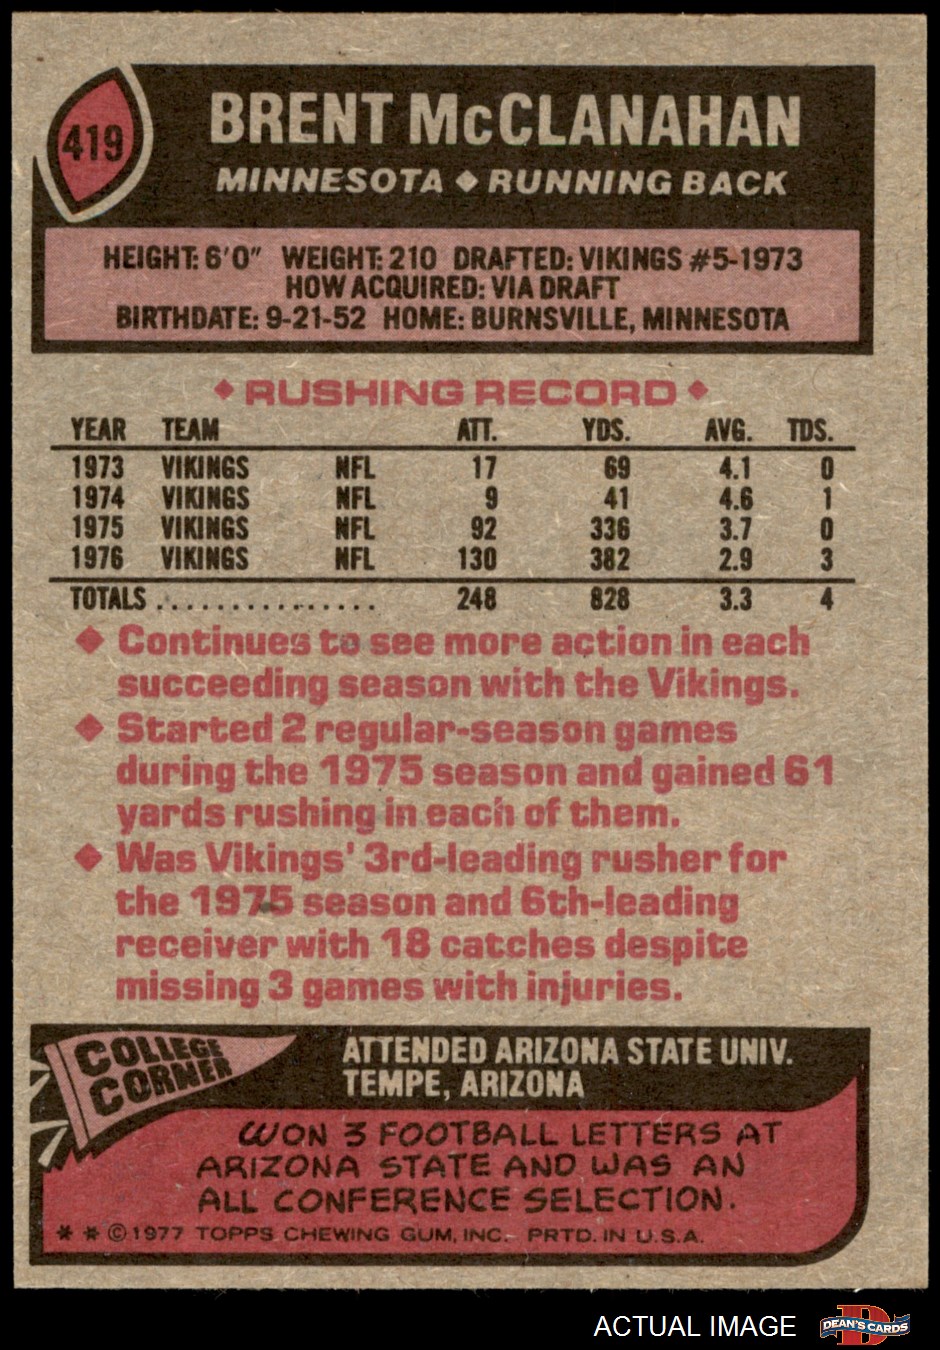 419
BRENT McCLANAHAN
MINNESOTA ◆ RUNNING BACK
HEIGHT: 6'0" WEIGHT: 210 DRAFTED: VIKINGS #5-1973
HOW ACQUIRED: VIA DRAFT
BIRTHDATE: 9-21-52 HOME: BURNSVILLE, MINNESOTA
◆ RUSHING RECORD ◆
YEAR TEAM ATT. YDS. AVG. TDS.
1973 VIKINGS NFL 17 69 4.1 0
1974 VIKINGS NFL 9 41 4.6 1
1975 VIKINGS NFL 92 336 3.7 0
1976 VIKINGS NFL 130 382 2.9 3
TOTALS ............... 248 828 3.3 4
◆ Continues to see more action in each
succeeding season with the Vikings.
◆ Started 2 regular-season games
during the 1975 season and gained 61
yards rushing in each of them.
◆ Was Vikings' 3rd-leading rusher for
the 1975 season and 6th-leading
receiver with 18 catches despite
missing 3 games with injuries.
COLLEGE
CORNER
ATTENDED ARIZONA STATE UNIV.
TEMPE, ARIZONA
WON 3 FOOTBALL LETTERS AT
ARIZONA STATE AND WAS AN
ALL CONFERENCE SELECTION.
* * © 1977 TOPPS CHEWING GUM, INC. PRTD. IN U.S.A.
ACTUAL IMAGE
D
DEAN'S CARDS